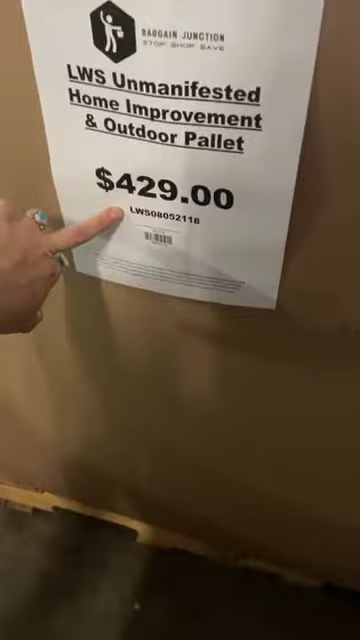 BARGAIN JUNCTION
STOP SHOP SAVE
LWS Unmanifested
Home Improvement
& Outdoor Pallet
$429.00
LWS08052118